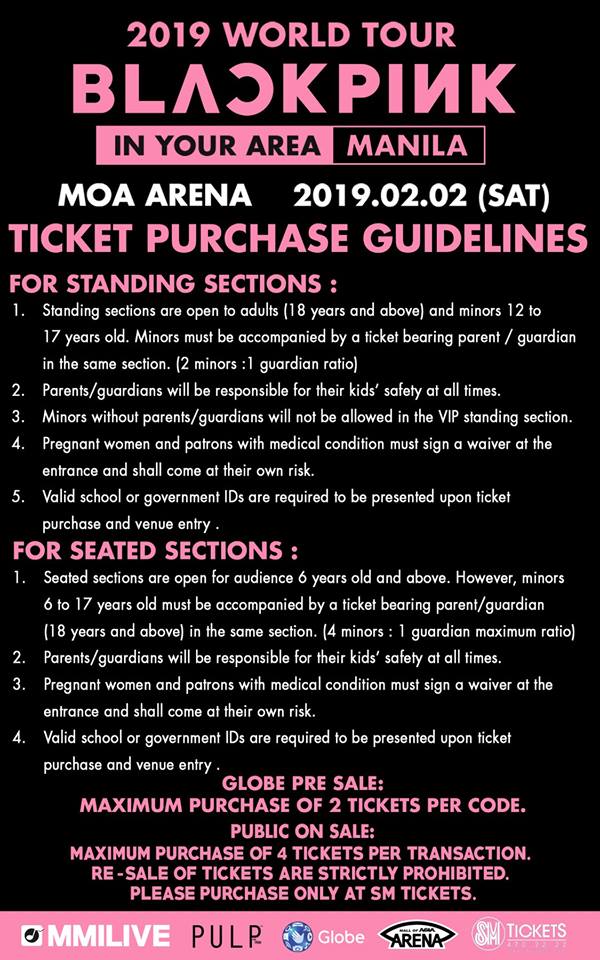 2019 WORLD TOUR
BLACKPINK
IN YOUR AREA MANILA
MOA ARENA 2019.02.02 (SAT)
TICKET PURCHASE GUIDELINES
FOR STANDING SECTIONS :
1. Standing sections are open to adults (18 years and above) and minors 12 to
17 years old. Minors must be accompanied by a ticket bearing parent / guardian
in the same section. (2 minors :1 guardian ratio)
2. Parents/guardians will be responsible for their kids' safety at all times.
3. Minors without parents/guardians will not be allowed in the VIP standing section.
4. Pregnant women and patrons with medical condition must sign a waiver at the
entrance and shall come at their own risk.
5. Valid school or government IDs are required to be presented upon ticket
purchase and venue entry .
FOR SEATED SECTIONS :
1. Seated sections are open for audience 6 years old and above. However, minors
6 to 17 years old must be accompanied by a ticket bearing parent/guardian
(18 years and above) in the same section. (4 minors : 1 guardian maximum ratio)
2. Parents/guardians will be responsible for their kids' safety at all times.
3. Pregnant women and patrons with medical condition must sign a waiver at the
entrance and shall come at their own risk.
4. Valid school or government IDs are required to be presented upon ticket
purchase and venue entry .
GLOBE PRE SALE:
MAXIMUM PURCHASE OF 2 TICKETS PER CODE.
PUBLIC ON SALE:
MAXIMUM PURCHASE OF 4 TICKETS PER TRANSACTION.
RE-SALE OF TICKETS ARE STRICTLY PROHIBITED.
PLEASE PURCHASE ONLY AT SM TICKETS.
MMILIVE PULP Globe MALL OF ASIA ARENA SM TICKETS
470 22 22